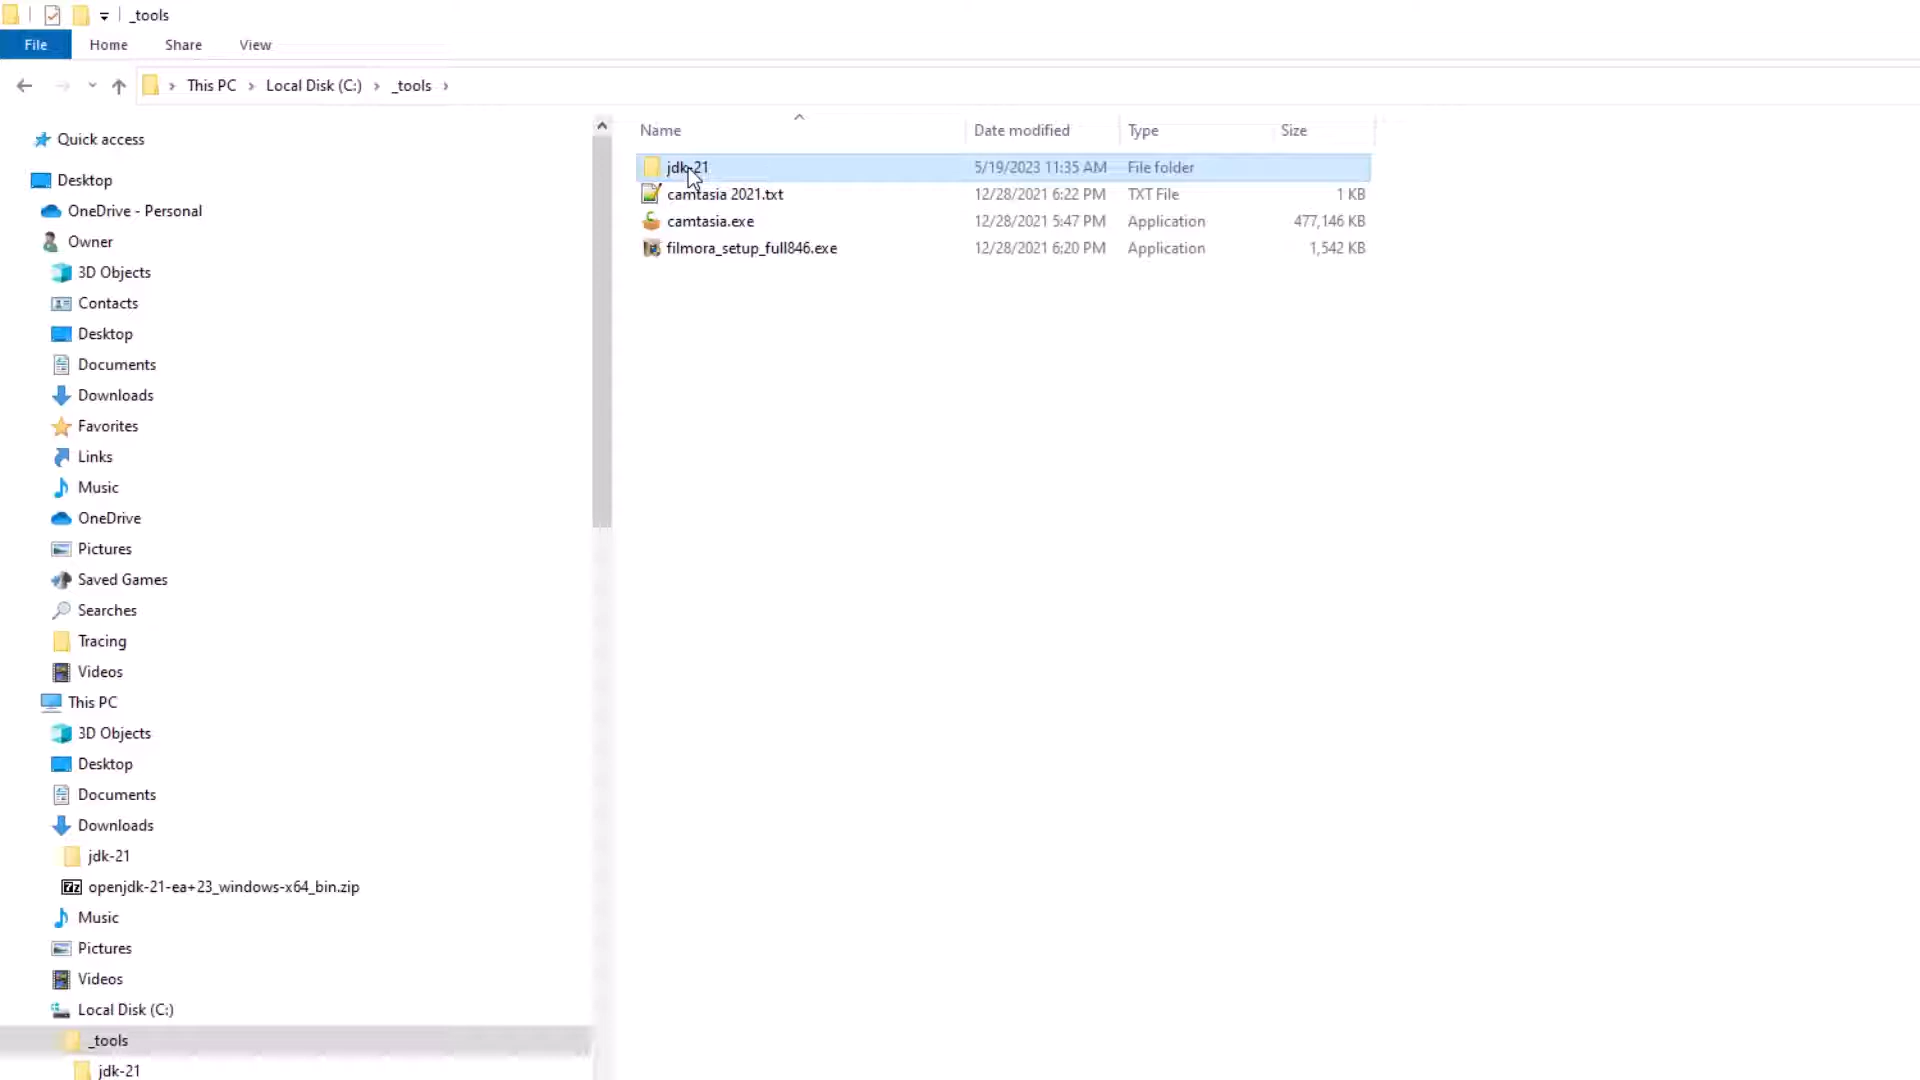 _tools
File Home Share View
This PC Local Disk (C:) _tools
Quick access
Desktop
OneDrive - Personal
Owner
3D Objects
Contacts
Desktop
Documents
Downloads
Favorites
Links
Music
OneDrive
Pictures
Saved Games
Searches
Tracing
Videos
This PC
3D Objects
Desktop
Documents
Downloads
jdk-21
openjdk-21-ea+23_windows-x64_bin.zip
Music
Pictures
Videos
Local Disk (C:)
_tools
jdk-21
Name Date modified Type Size
jdk-21 5/19/2023 11:35 AM File folder
camtasia 2021.txt 12/28/2021 6:22 PM TXT File 1 KB
camtasia.exe 12/28/2021 5:47 PM Application 477,146 KB
filmora_setup_full846.exe 12/28/2021 6:20 PM Application 1,542 KB